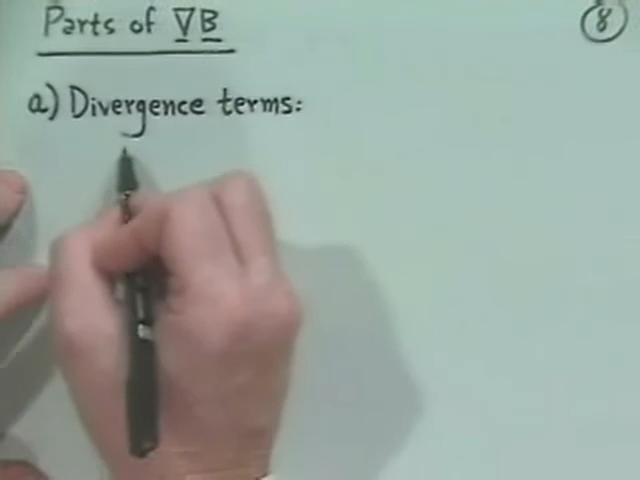 Parts of ∇B
8
a) Divergence terms: